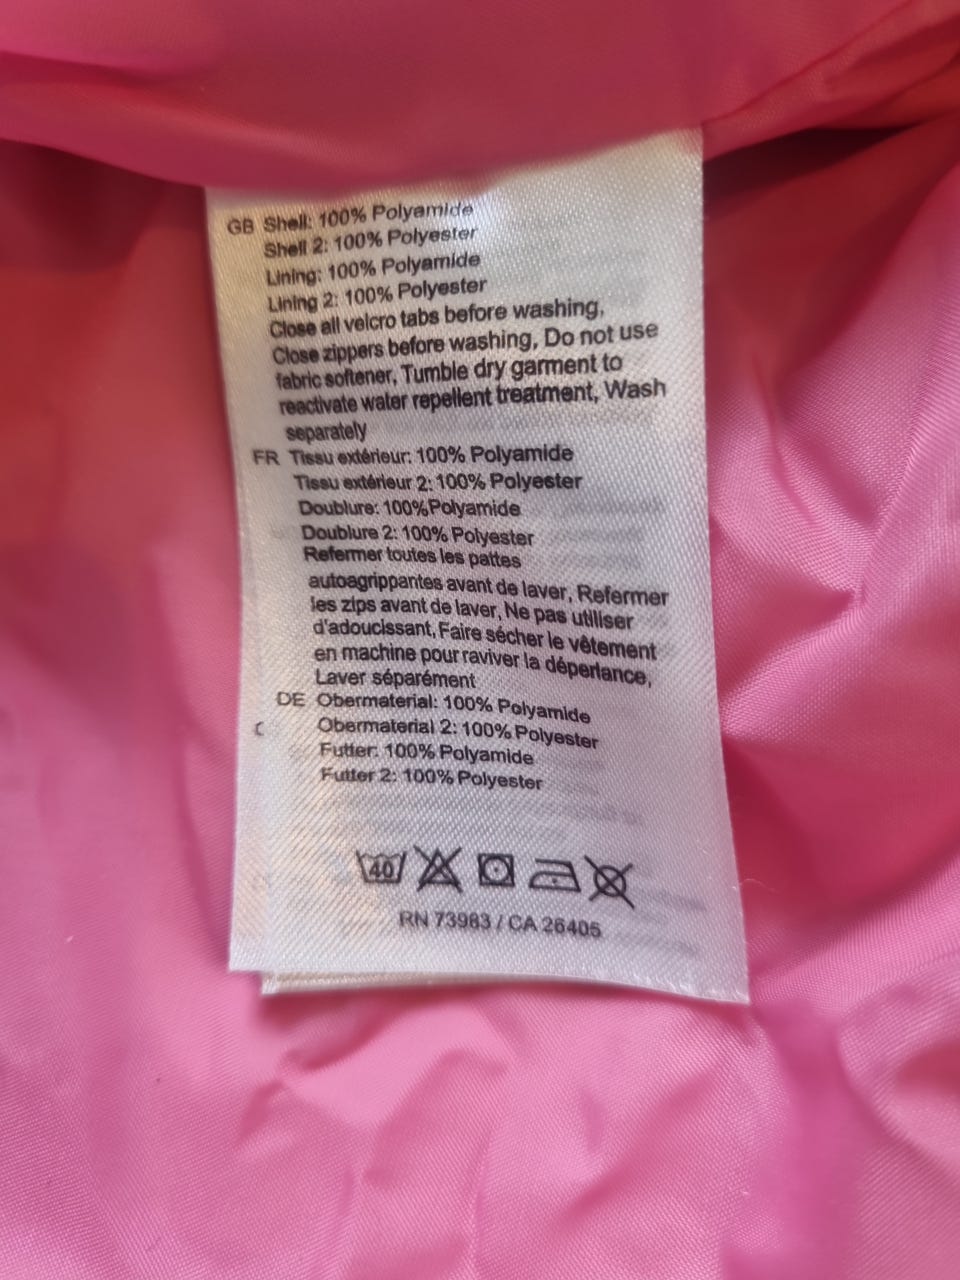 GB Shell: 100% Polyamide
Shell 2: 100% Polyester
Lining: 100% Polyamide
Lining 2: 100% Polyester
Close all velcro tabs before washing,
Close zippers before washing, Do not use
fabric softener, Tumble dry garment to
reactivate water repellent treatment, Wash
separately
FR Tissu extérieur: 100% Polyamide
Tissu extérieur 2: 100% Polyester
Doublure: 100%Polyamide
Doublure 2: 100% Polyester
Refermer toutes les pattes
autoagrippantes avant de laver, Refermer
les zips avant de laver, Ne pas utiliser
d'adoucissant, Faire sécher le vêtement
en machine pour raviver la déperlance,
Laver séparément
DE Obermaterial: 100% Polyamide
Obermaterial 2: 100% Polyester
Futter: 100% Polyamide
Futter 2: 100% Polyester
40
RN 73983 / CA 26405